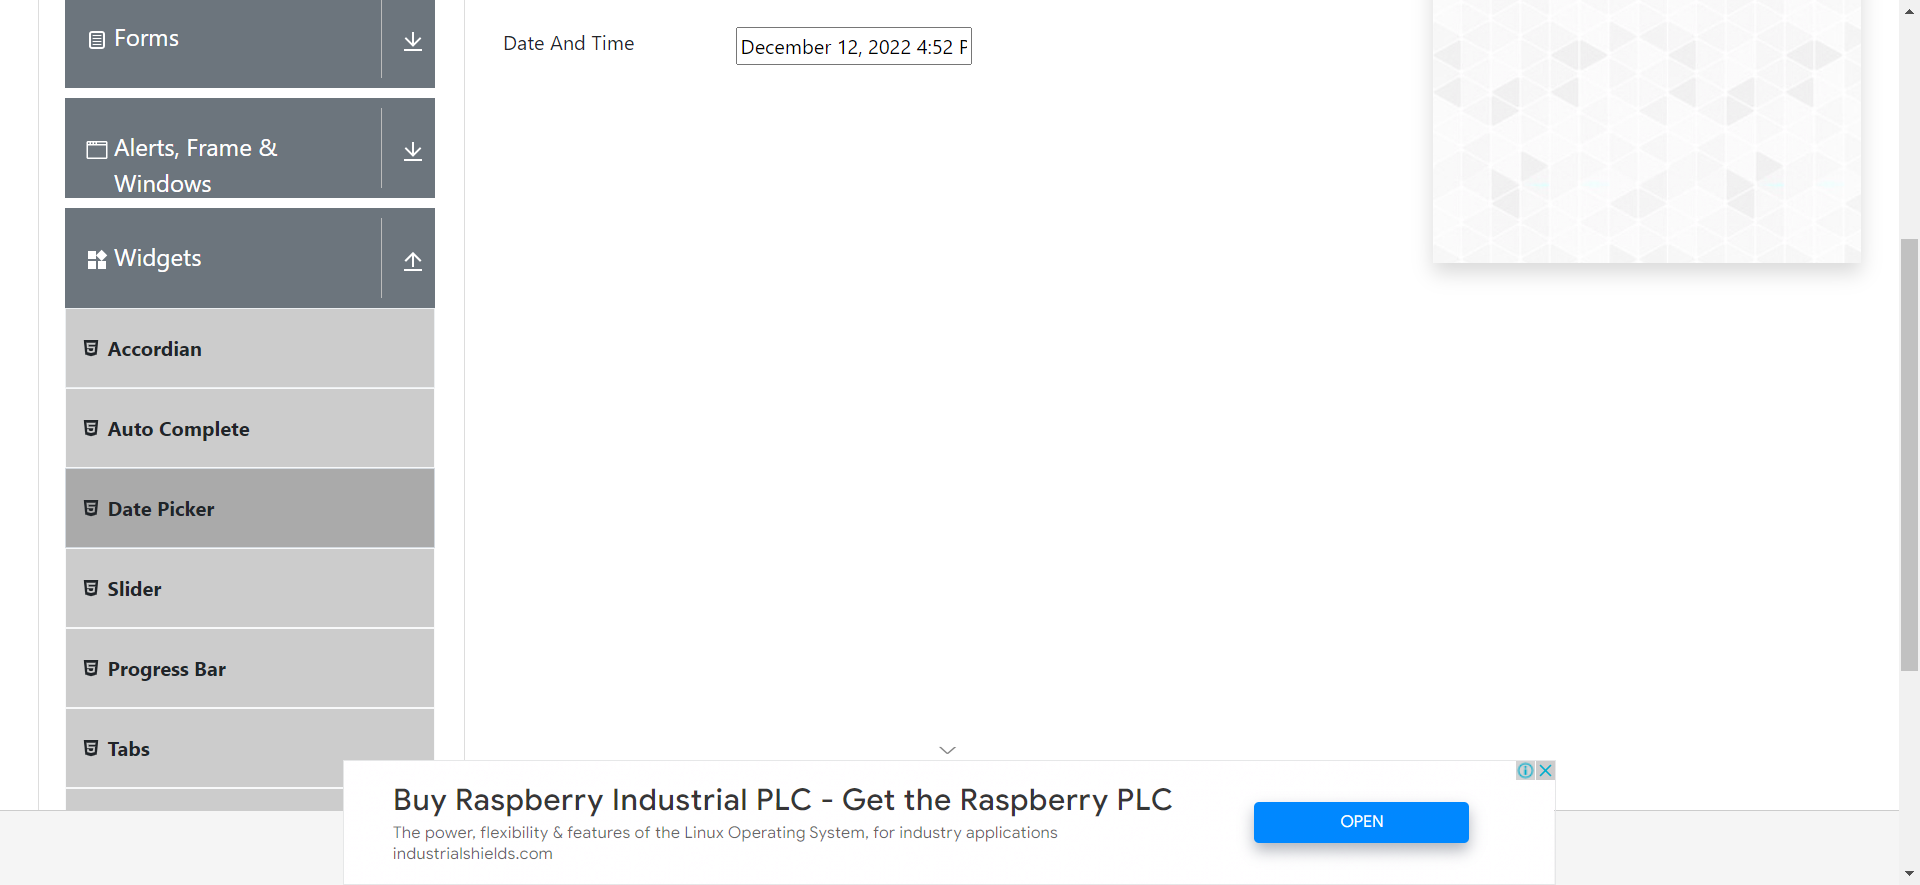 Forms
Date And Time
December 12, 2022 4:52 P
Alerts, Frame &
Windows
Widgets
Accordian
Auto Complete
Date Picker
Slider
Progress Bar
Tabs
Buy Raspberry Industrial PLC - Get the Raspberry PLC
The power, flexibility & features of the Linux Operating System, for industry applications
industrialshields.com
OPEN